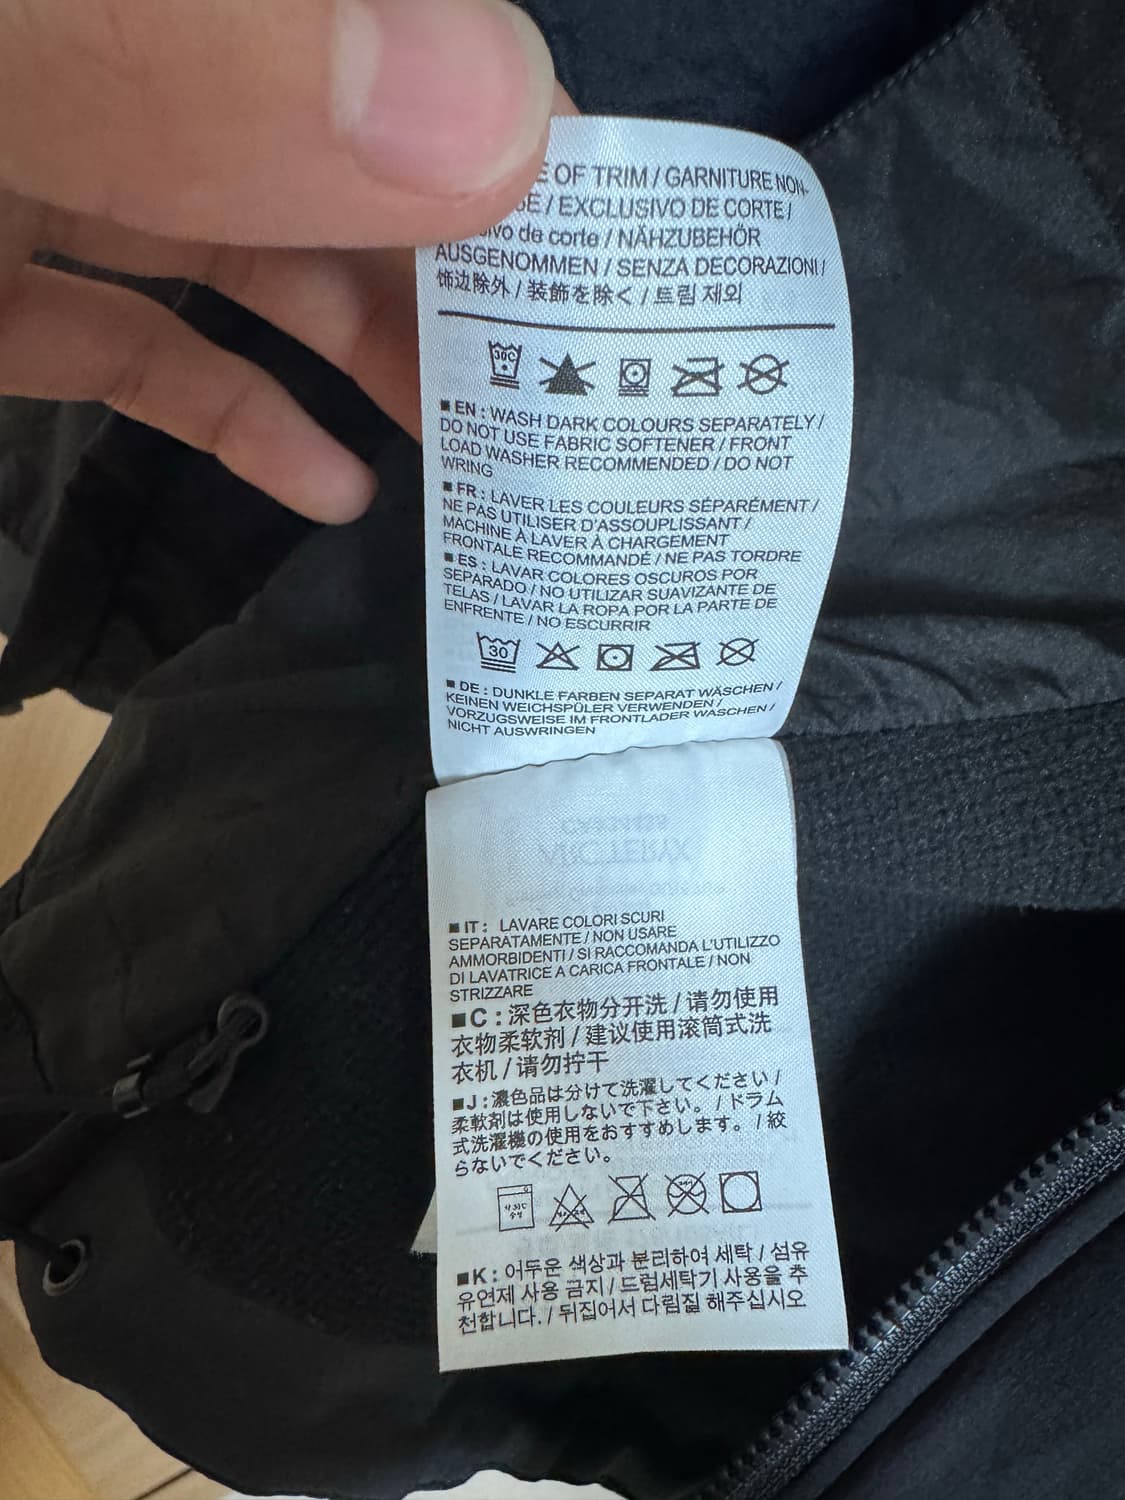 OF TRIM / GARNITURE NON-
/ EXCLUSIVO DE CORTE /
de corte / NÄHZUBEHÖR
AUSGENOMMEN / SENZA DECORAZIONI /
饰边除外 / 装飾を除く / 트림 제외
30C
■ EN : WASH DARK COLOURS SEPARATELY /
DO NOT USE FABRIC SOFTENER / FRONT
LOAD WASHER RECOMMENDED / DO NOT
WRING
■ FR : LAVER LES COULEURS SÉPARÉMENT /
NE PAS UTILISER D'ASSOUPLISSANT /
MACHINE À LAVER À CHARGEMENT
FRONTALE RECOMMANDÉ / NE PAS TORDRE
■ ES : LAVAR COLORES OSCUROS POR
SEPARADO / NO UTILIZAR SUAVIZANTE DE
TELAS / LAVAR LA ROPA POR LA PARTE DE
ENFRENTE / NO ESCURRIR
30
■ DE : DUNKLE FARBEN SEPARAT WÄSCHEN /
KEINEN WEICHSPÜLER VERWENDEN /
VORZUGSWEISE IM FRONTLADER WASCHEN /
NICHT AUSWRINGEN
■ IT : LAVARE COLORI SCURI
SEPARATAMENTE / NON USARE
AMMORBIDENTI / SI RACCOMANDA L'UTILIZZO
DI LAVATRICE A CARICA FRONTALE / NON
STRIZZARE
■C : 深色衣物分开洗 / 请勿使用
衣物柔软剂 / 建议使用滚筒式洗
衣机 / 请勿拧干
■J : 濃色品は分けて洗濯してください /
柔軟剤は使用しないで下さい。 / ドラム
式洗濯機の使用をおすすめします。 / 絞
らないでください。
■K : 어두운 색상과 분리하여 세탁 / 섬유
유연제 사용 금지 / 드럼세탁기 사용을 추
천합니다. / 뒤집어서 다림질 해주십시오